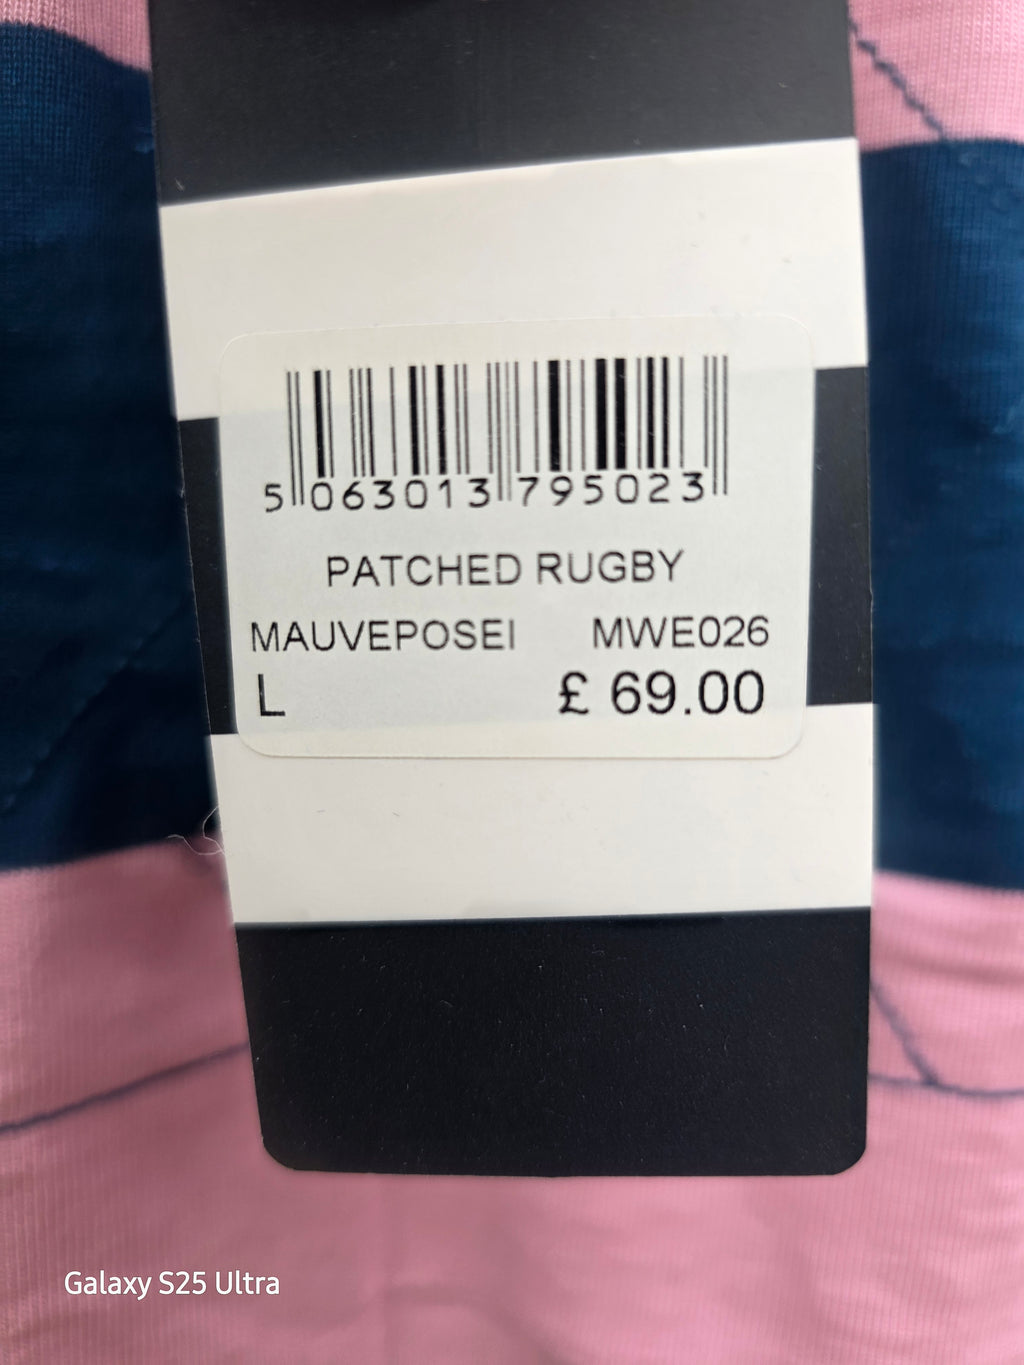 5 063013 795023
PATCHED RUGBY
MAUVEPOSEI MWE026
L £ 69.00
Galaxy S25 Ultra